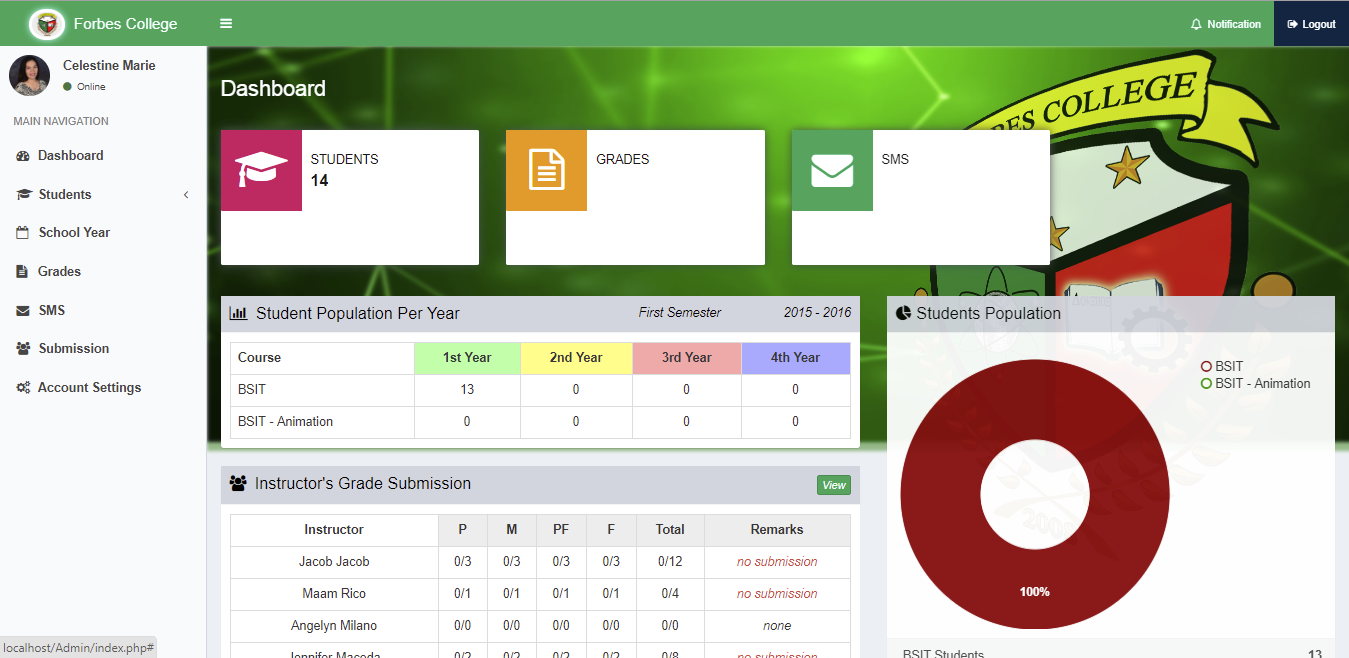 Forbes College
Notification
Logout
Celestine Marie
Online
MAIN NAVIGATION
Dashboard
Students
School Year
Grades
SMS
Submission
Account Settings
Dashboard
COLLEGE
STUDENTS
14
GRADES
SMS
Student Population Per Year First Semester 2015 - 2016
Course 1st Year 2nd Year 3rd Year 4th Year
BSIT 13 0 0 0
BSIT - Animation 0 0 0 0
Instructor's Grade Submission View
Instructor P M PF F Total Remarks
Jacob Jacob 0/3 0/3 0/3 0/3 0/12 no submission
Maam Rico 0/1 0/1 0/1 0/1 0/4 no submission
Angelyn Milano 0/0 0/0 0/0 0/0 0/0 none
Jennifer Maceda 0/2 0/2 0/2 0/2 0/8 no submission
Students Population
BSIT
BSIT - Animation
100%
BSIT Students 13
localhost/Admin/index.php#